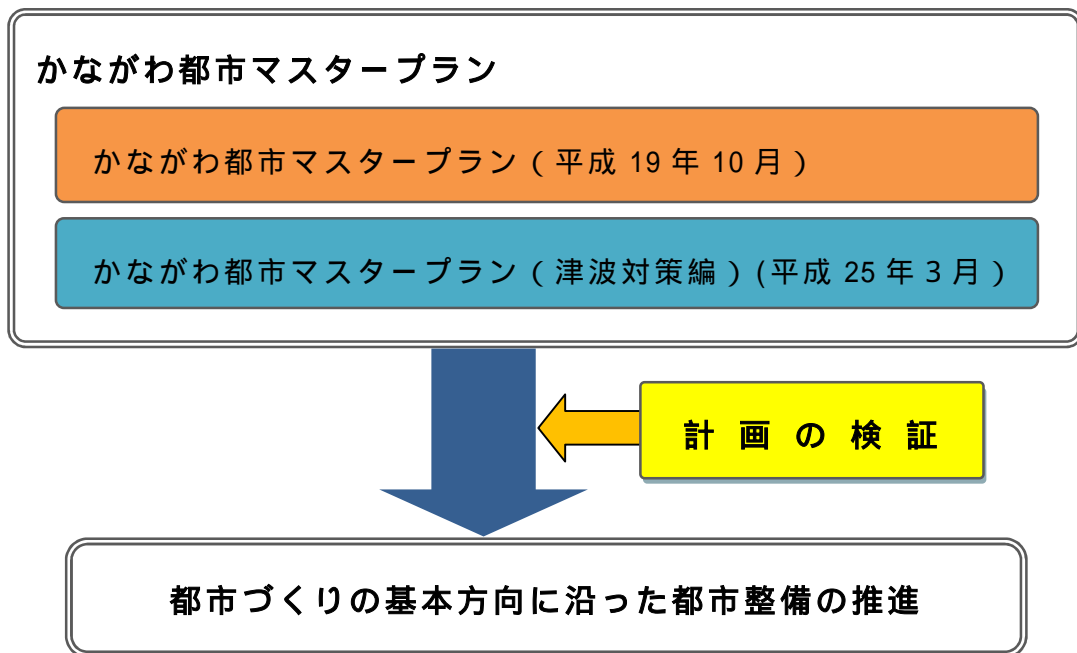 かながわ都市マスタープラン
かながわ都市マスタープラン（平成 19 年 10 月）
かながわ都市マスタープラン（津波対策編）(平成 25 年３月）
計 画 の 検 証
都市づくりの基本方向に沿った都市整備の推進